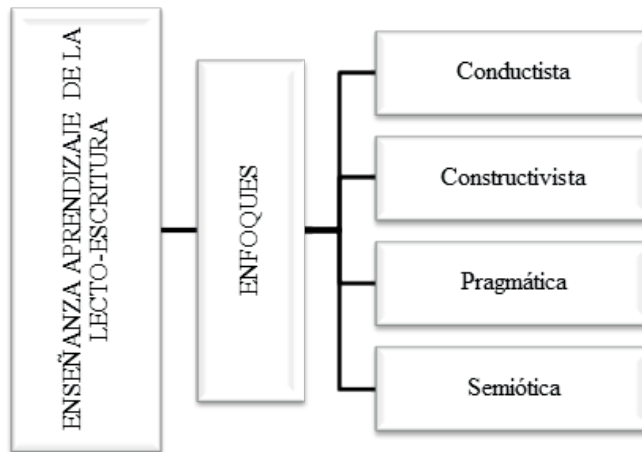 ENSEÑANZA APRENDIZAJE DE LA
LECTO-ESCRITURA
ENFOQUES
Conductista
Constructivista
Pragmática
Semiótica